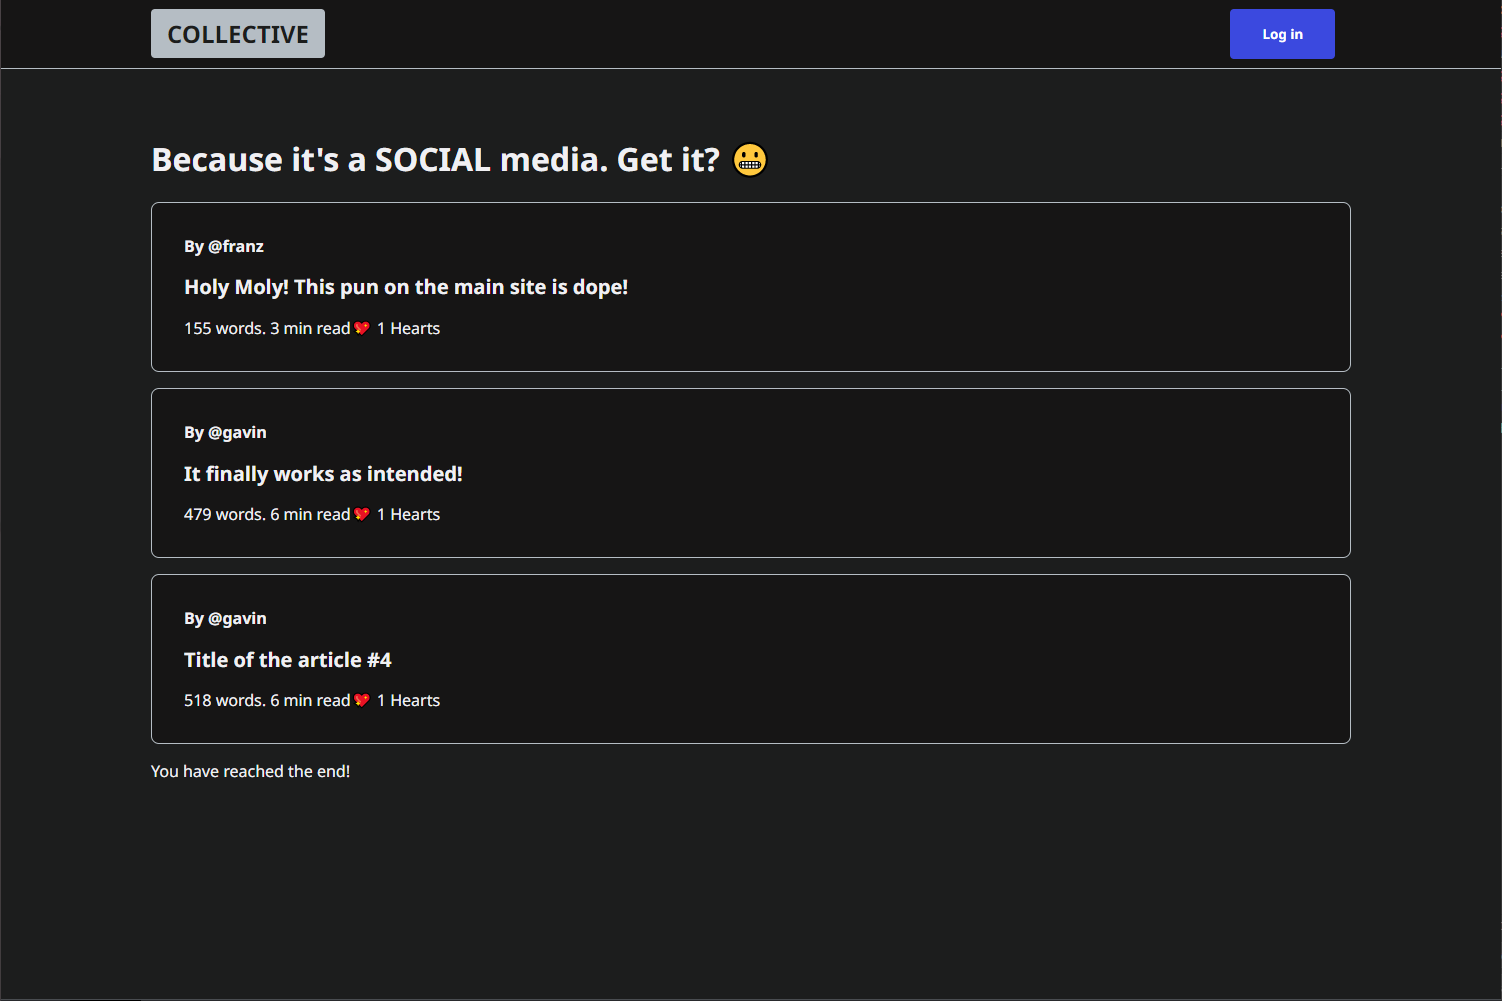 COLLECTIVE
Log in
Because it's a SOCIAL media. Get it? 😬
By @franz
Holy Moly! This pun on the main site is dope!
155 words. 3 min read💖 1 Hearts
By @gavin
It finally works as intended!
479 words. 6 min read💖 1 Hearts
By @gavin
Title of the article #4
518 words. 6 min read💖 1 Hearts
You have reached the end!